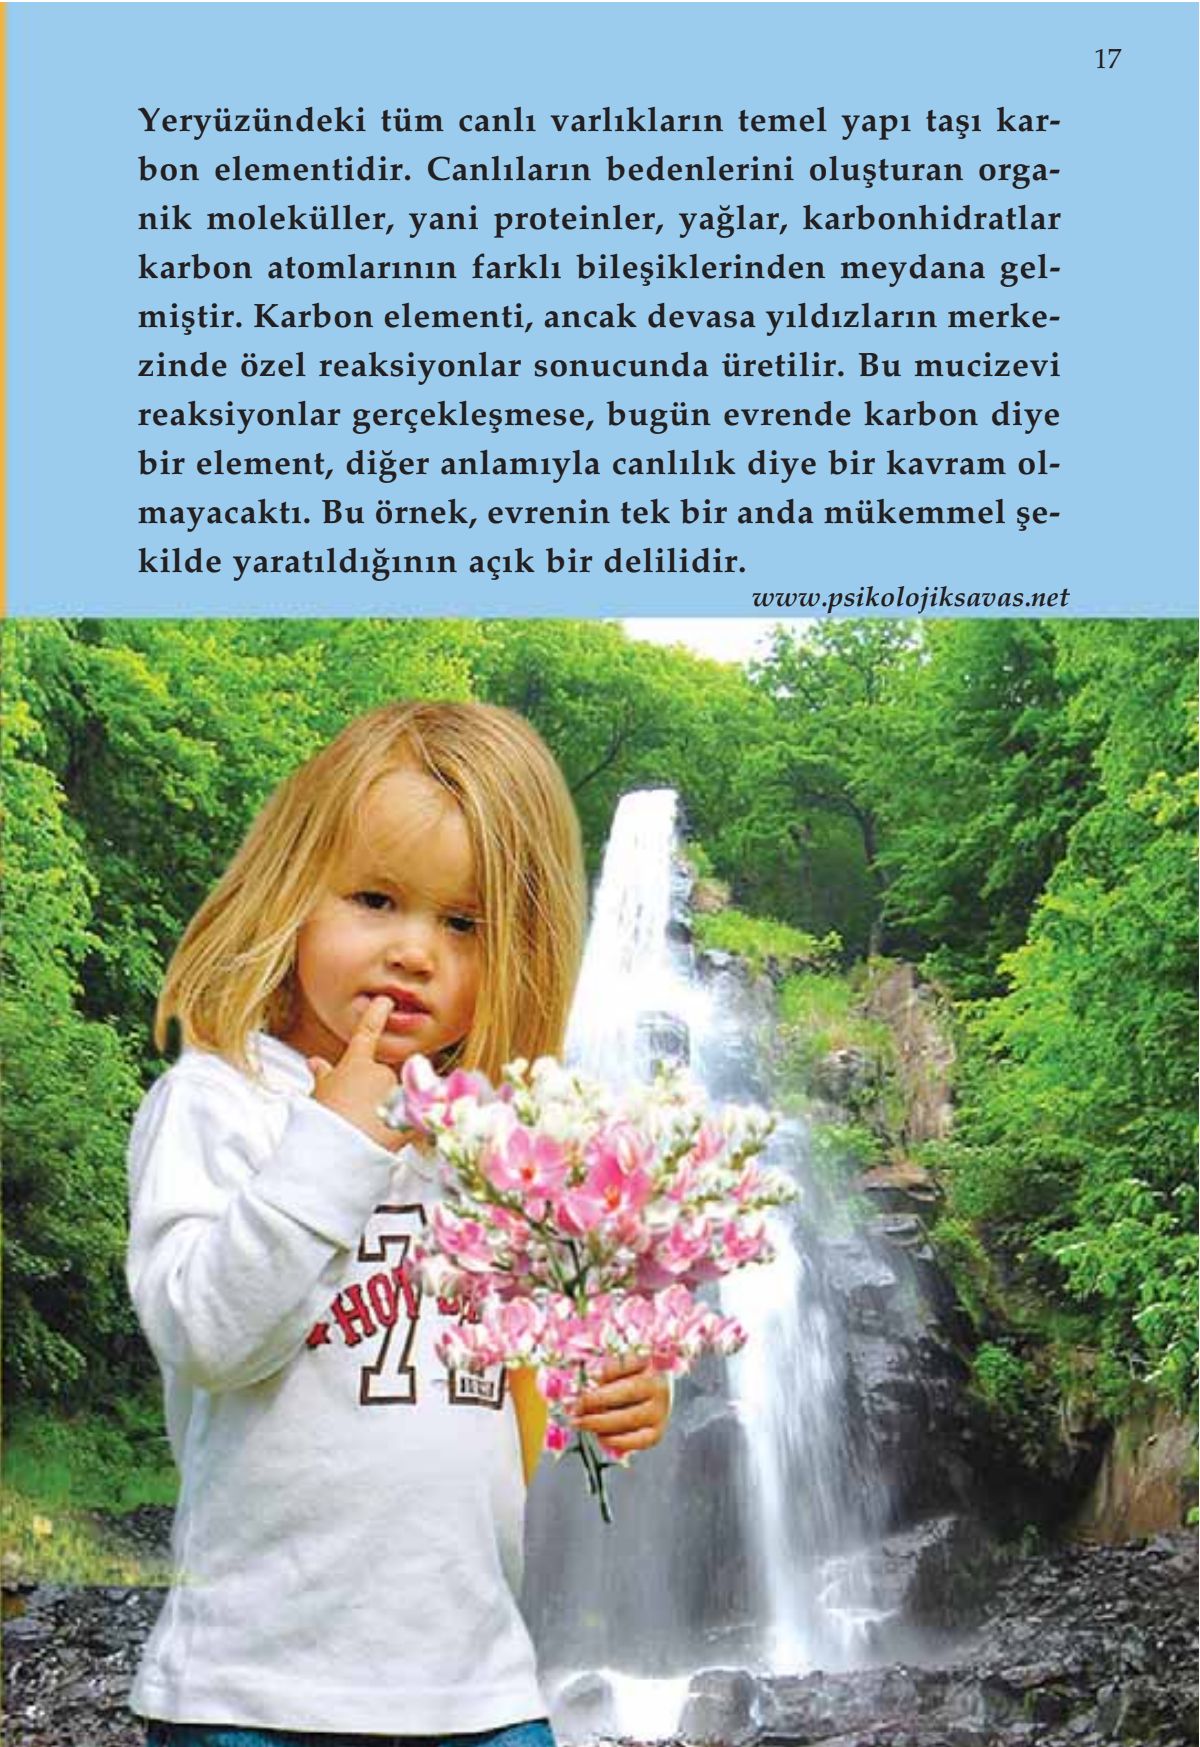 17
Yeryüzündeki tüm canlı varlıkların temel yapı taşı kar-
bon elementidir. Canlıların bedenlerini oluşturan orga-
nik moleküller, yani proteinler, yağlar, karbonhidratlar
karbon atomlarının farklı bileşiklerinden meydana gel-
miştir. Karbon elementi, ancak devasa yıldızların merke-
zinde özel reaksiyonlar sonucunda üretilir. Bu mucizevi
reaksiyonlar gerçekleşmese, bugün evrende karbon diye
bir element, diğer anlamıyla canlılık diye bir kavram ol-
mayacaktı. Bu örnek, evrenin tek bir anda mükemmel şe-
kilde yaratıldığının açık bir delilidir.
www.psikolojiksavas.net